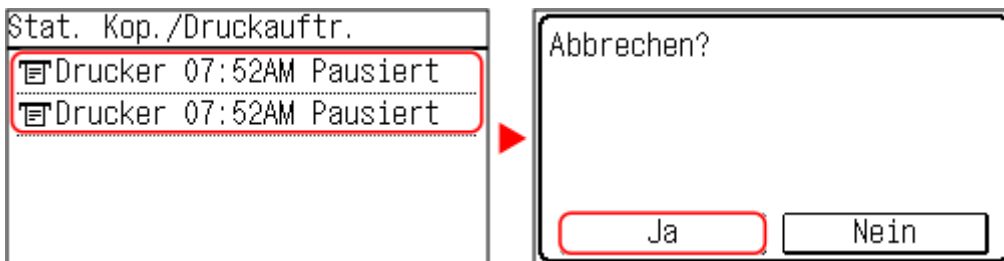 Stat. Kop./Druckauftr.
Drucker 07:52AM Pausiert
Drucker 07:52AM Pausiert
Abbrechen?
Ja
Nein